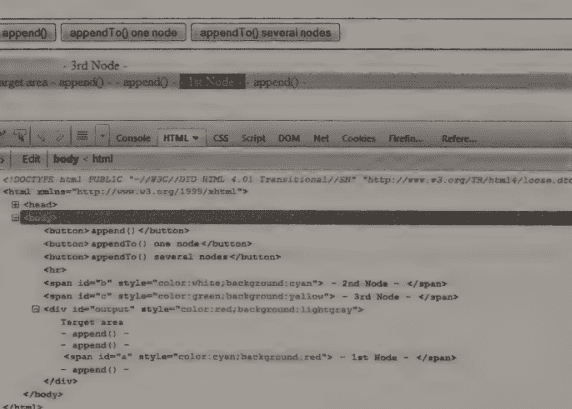 append() appendTo() one node appendTo() several nodes
- 3rd Node -
arget area - append() - - append() - 1st Node - - append() -
Console HTML CSS Script DOM Net Cookies Firefin... Refere...
Edit body < html
<!DOCTYPE html PUBLIC "-//W3C//DTD HTML 4.01 Transitional//EN" "http://www.w3.org/TR/html4/loose.dtd
<html xmlns="http://www.w3.org/1999/xhtml">
<head>
<body>
<button>append()</button>
<button>appendTo() one node</button>
<button>appendTo() several nodes</button>
<hr>
<span id="b" style="color:white;background:cyan"> - 2nd Node - </span>
<span id="c" style="color:green;background:yellow"> - 3rd Node - </span>
<div id="output" style="color:red;background:lightgray">
Target area
- append() -
- append() -
<span id="a" style="color:cyan;background:red"> - 1st Node - </span>
- append() -
</div>
</body>
</html>